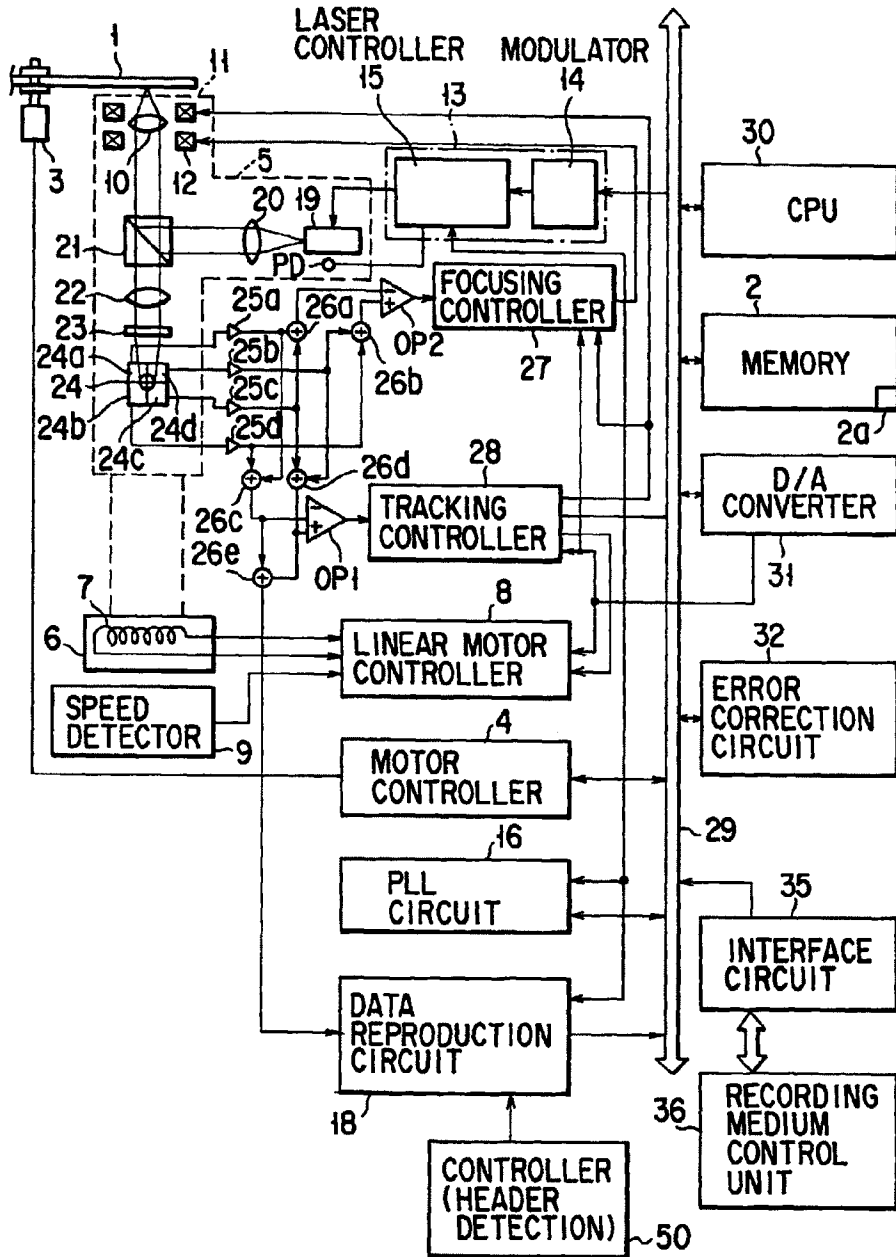 LASER
CONTROLLER
MODULATOR
1
11
15
14
13
5
3
10
12
30
CPU
20
19
21
PD
FOCUSING
CONTROLLER
27
22
25a
26a
OP2
2
MEMORY
2a
23
25b
26b
24a
24
25c
24b
24d
25d
24c
26d
28
TRACKING
CONTROLLER
D/A
CONVERTER
31
26c
OP1
26e
7
6
8
LINEAR MOTOR
CONTROLLER
32
ERROR
CORRECTION
CIRCUIT
SPEED
DETECTOR
9
4
MOTOR
CONTROLLER
29
16
PLL
CIRCUIT
35
INTERFACE
CIRCUIT
DATA
REPRODUCTION
CIRCUIT
18
36
RECORDING
MEDIUM
CONTROL
UNIT
CONTROLLER
(HEADER
DETECTION)
50